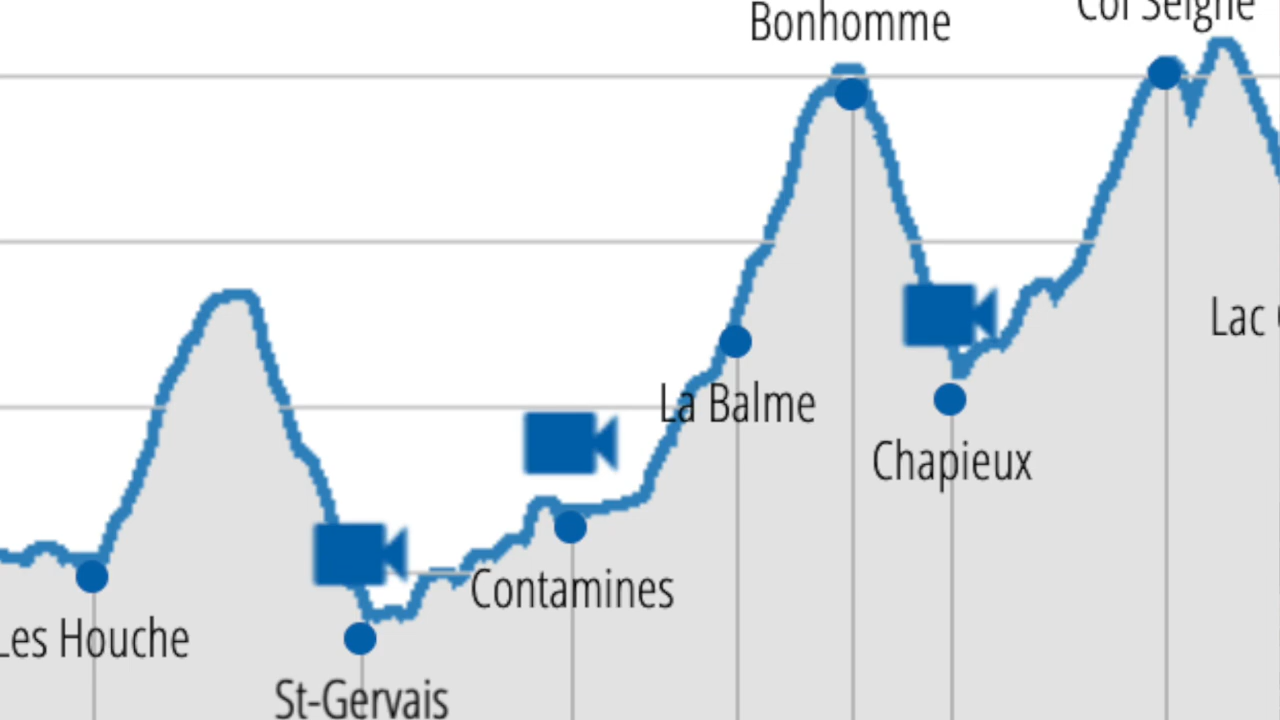 Bonhomme
Col Seigne
Lac
La Balme
Chapieux
Contamines
Les Houche
St-Gervais